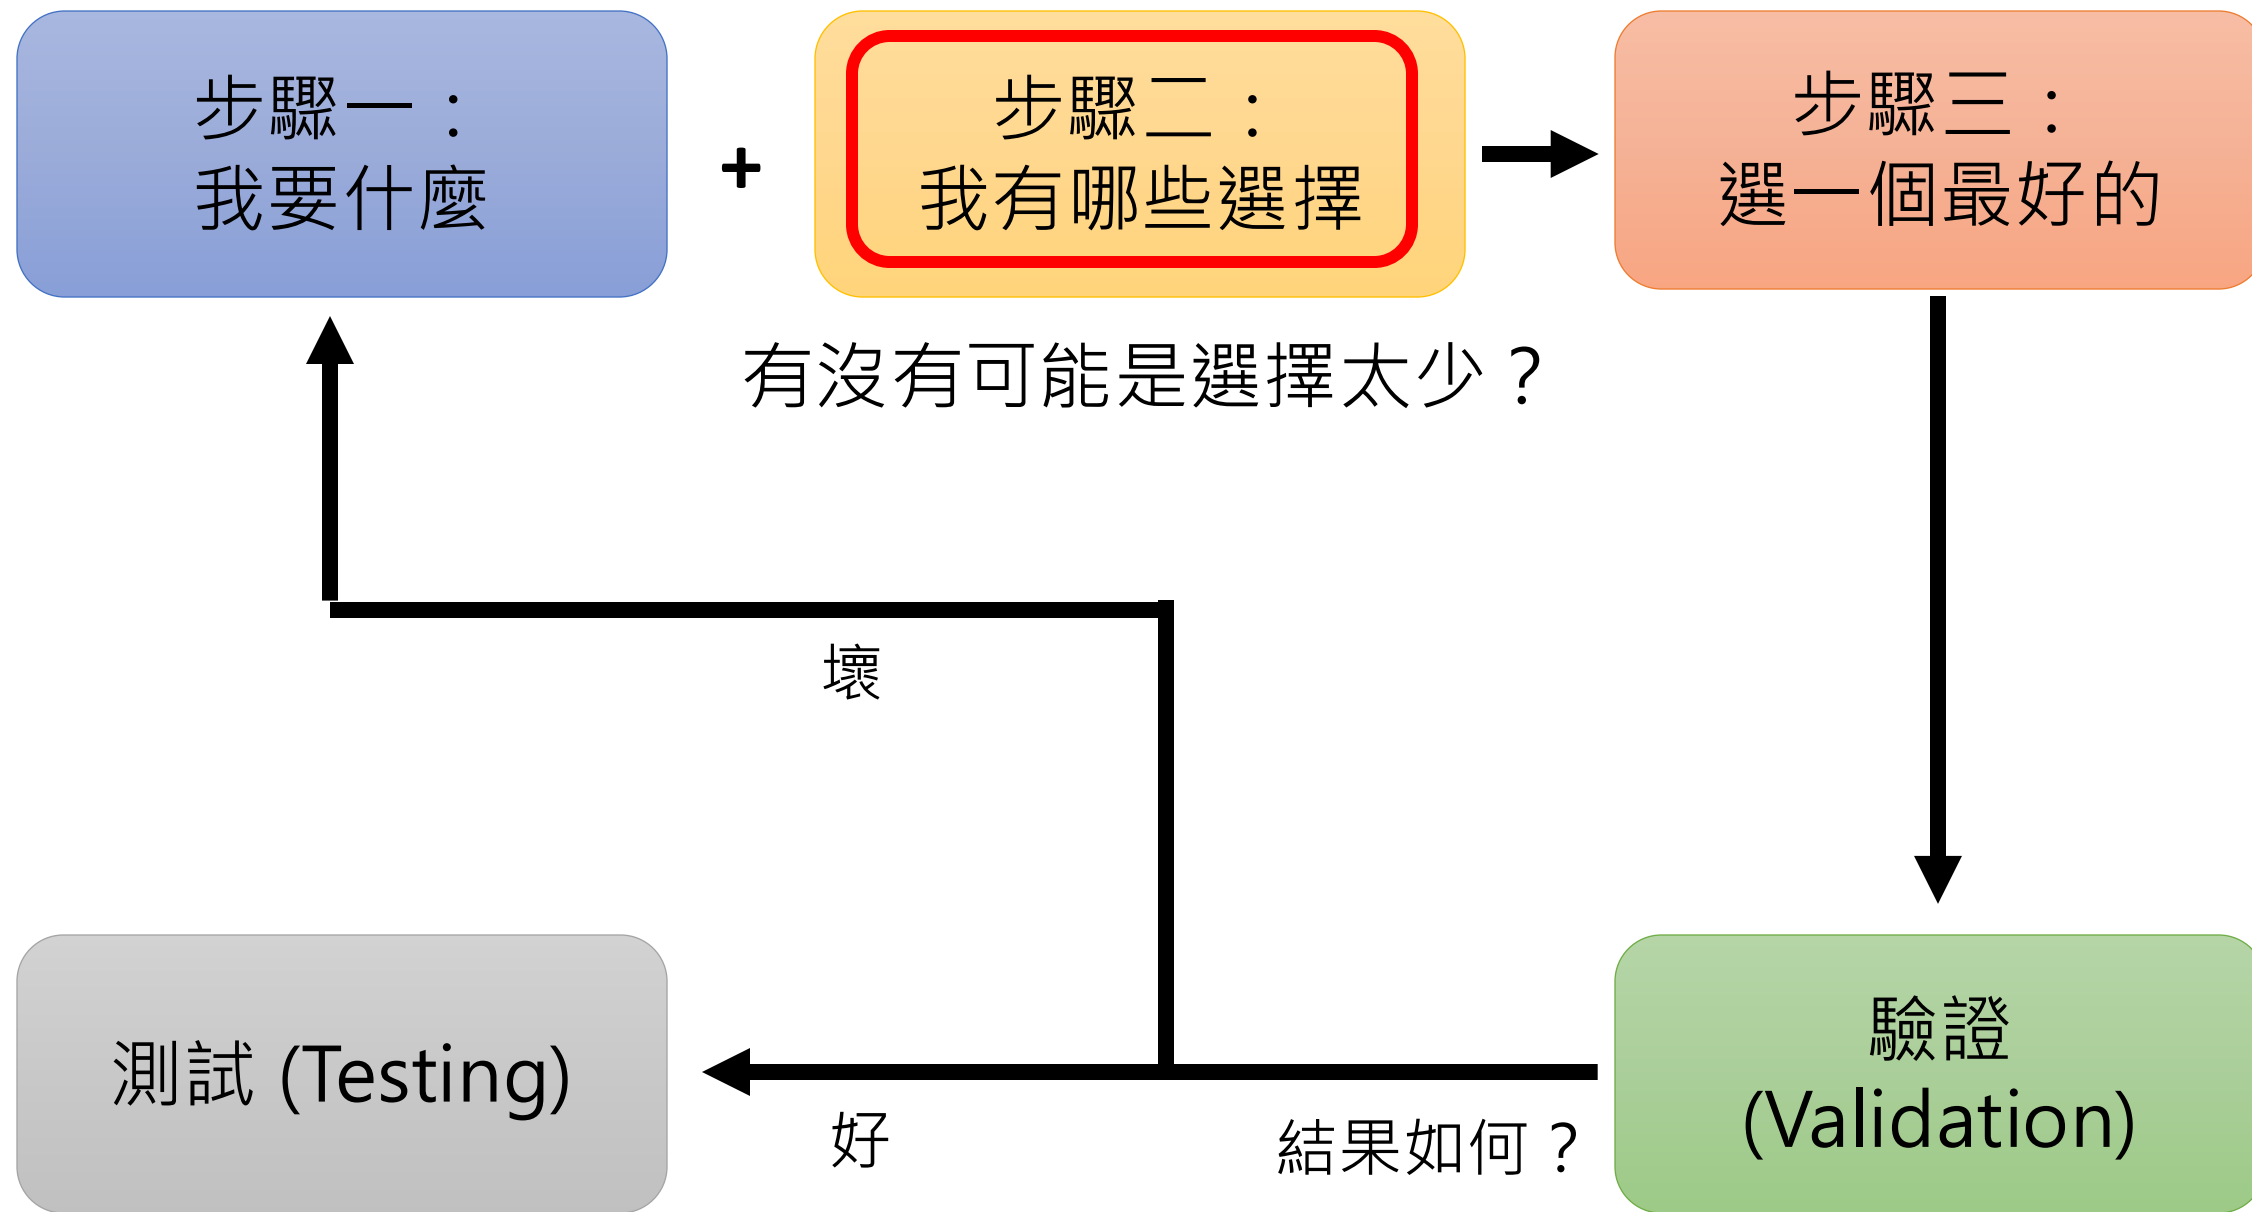 步驟一：
我要什麼
+
步驟二：
我有哪些選擇
步驟三：
選一個最好的
有沒有可能是選擇太少？
壞
測試 (Testing)
好
結果如何？
驗證
(Validation)